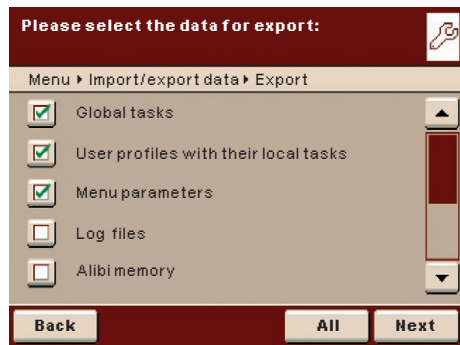 Please select the data for export:
Menu ▸ Import/export data ▸ Export
Global tasks
User profiles with their local tasks
Menu parameters
Log files
Alibi memory
Back All Next